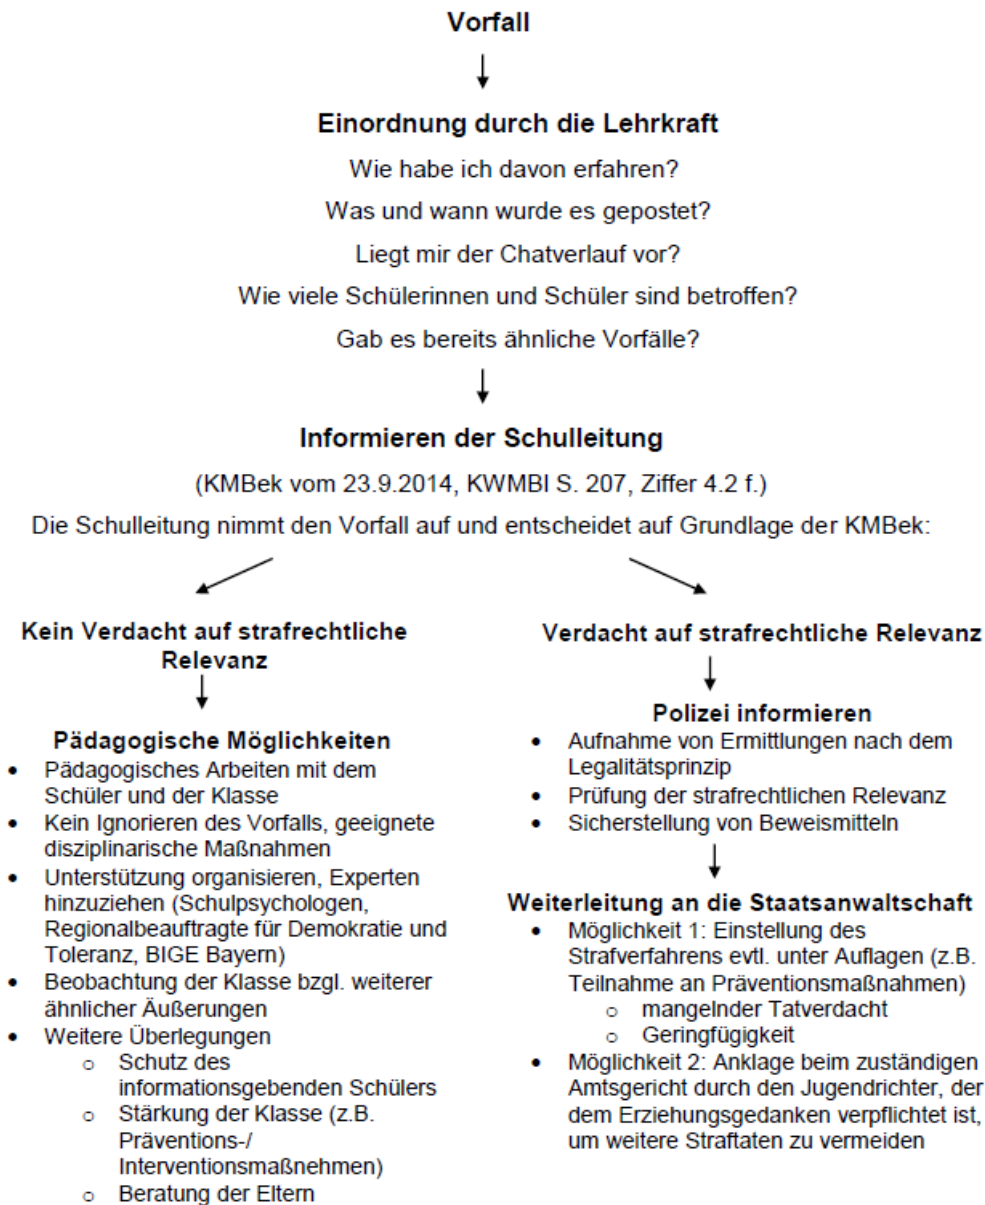 Vorfall
Einordnung durch die Lehrkraft
Wie habe ich davon erfahren?
Was und wann wurde es gepostet?
Liegt mir der Chatverlauf vor?
Wie viele Schülerinnen und Schüler sind betroffen?
Gab es bereits ähnliche Vorfälle?
Informieren der Schulleitung
(KMBek vom 23.9.2014, KWMBl S. 207, Ziffer 4.2 f.)
Die Schulleitung nimmt den Vorfall auf und entscheidet auf Grundlage der KMBek:
Kein Verdacht auf strafrechtliche
Relevanz
Pädagogische Möglichkeiten
• Pädagogisches Arbeiten mit dem
Schüler und der Klasse
• Kein Ignorieren des Vorfalls, geeignete
disziplinarische Maßnahmen
• Unterstützung organisieren, Experten
hinzuziehen (Schulpsychologen,
Regionalbeauftragte für Demokratie und
Toleranz, BIGE Bayern)
• Beobachtung der Klasse bzgl. weiterer
ähnlicher Äußerungen
• Weitere Überlegungen
o Schutz des
informationsgebenden Schülers
o Stärkung der Klasse (z.B.
Präventions-/
Interventionsmaßnehmen)
o Beratung der Eltern
Verdacht auf strafrechtliche Relevanz
Polizei informieren
• Aufnahme von Ermittlungen nach dem
Legalitätsprinzip
• Prüfung der strafrechtlichen Relevanz
• Sicherstellung von Beweismitteln
Weiterleitung an die Staatsanwaltschaft
• Möglichkeit 1: Einstellung des
Strafverfahrens evtl. unter Auflagen (z.B.
Teilnahme an Präventionsmaßnahmen)
o mangelnder Tatverdacht
o Geringfügigkeit
• Möglichkeit 2: Anklage beim zuständigen
Amtsgericht durch den Jugendrichter, der
dem Erziehungsgedanken verpflichtet ist,
um weitere Straftaten zu vermeiden